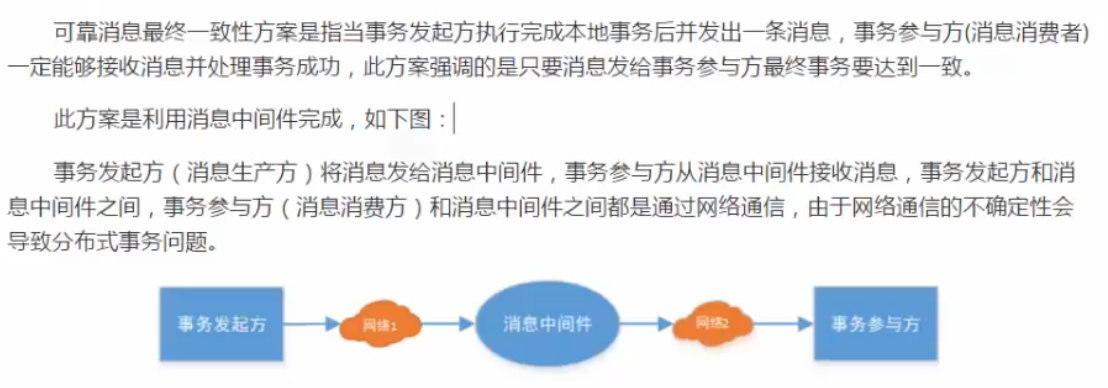 可靠消息最终一致性方案是指当事务发起方执行完成本地事务后并发出一条消息，事务参与方(消息消费者)
一定能够接收消息并处理事务成功，此方案强调的是只要消息发给事务参与方最终事务要达到一致。
此方案是利用消息中间件完成，如下图：
事务发起方（消息生产方）将消息发给消息中间件，事务参与方从消息中间件接收消息，事务发起方和消
息中间件之间，事务参与方（消息消费方）和消息中间件之间都是通过网络通信，由于网络通信的不确定性会
导致分布式事务问题。
事务发起方
网络1
消息中间件
网络2
事务参与方